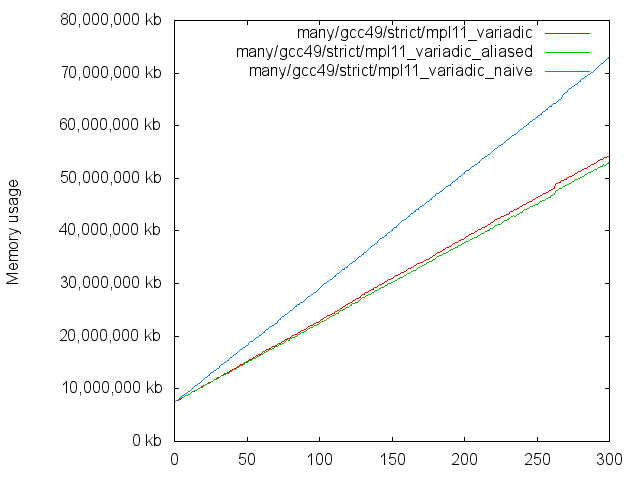 80,000,000 kb
many/gcc49/strict/mpl11_variadic
many/gcc49/strict/mpl11_variadic_aliased
many/gcc49/strict/mpl11_variadic_naive
70,000,000 kb
60,000,000 kb
50,000,000 kb
40,000,000 kb
30,000,000 kb
20,000,000 kb
10,000,000 kb
0 kb
Memory usage
0 50 100 150 200 250 300